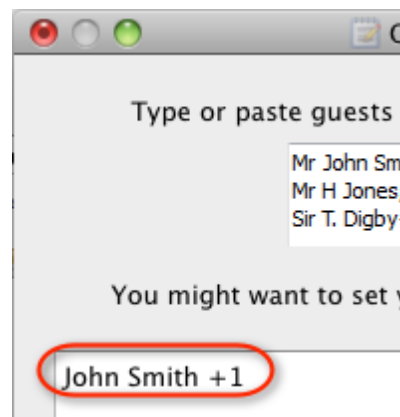 Type or paste guests
Mr John Sm
Mr H Jones,
Sir T. Digby-
You might want to set
John Smith +1